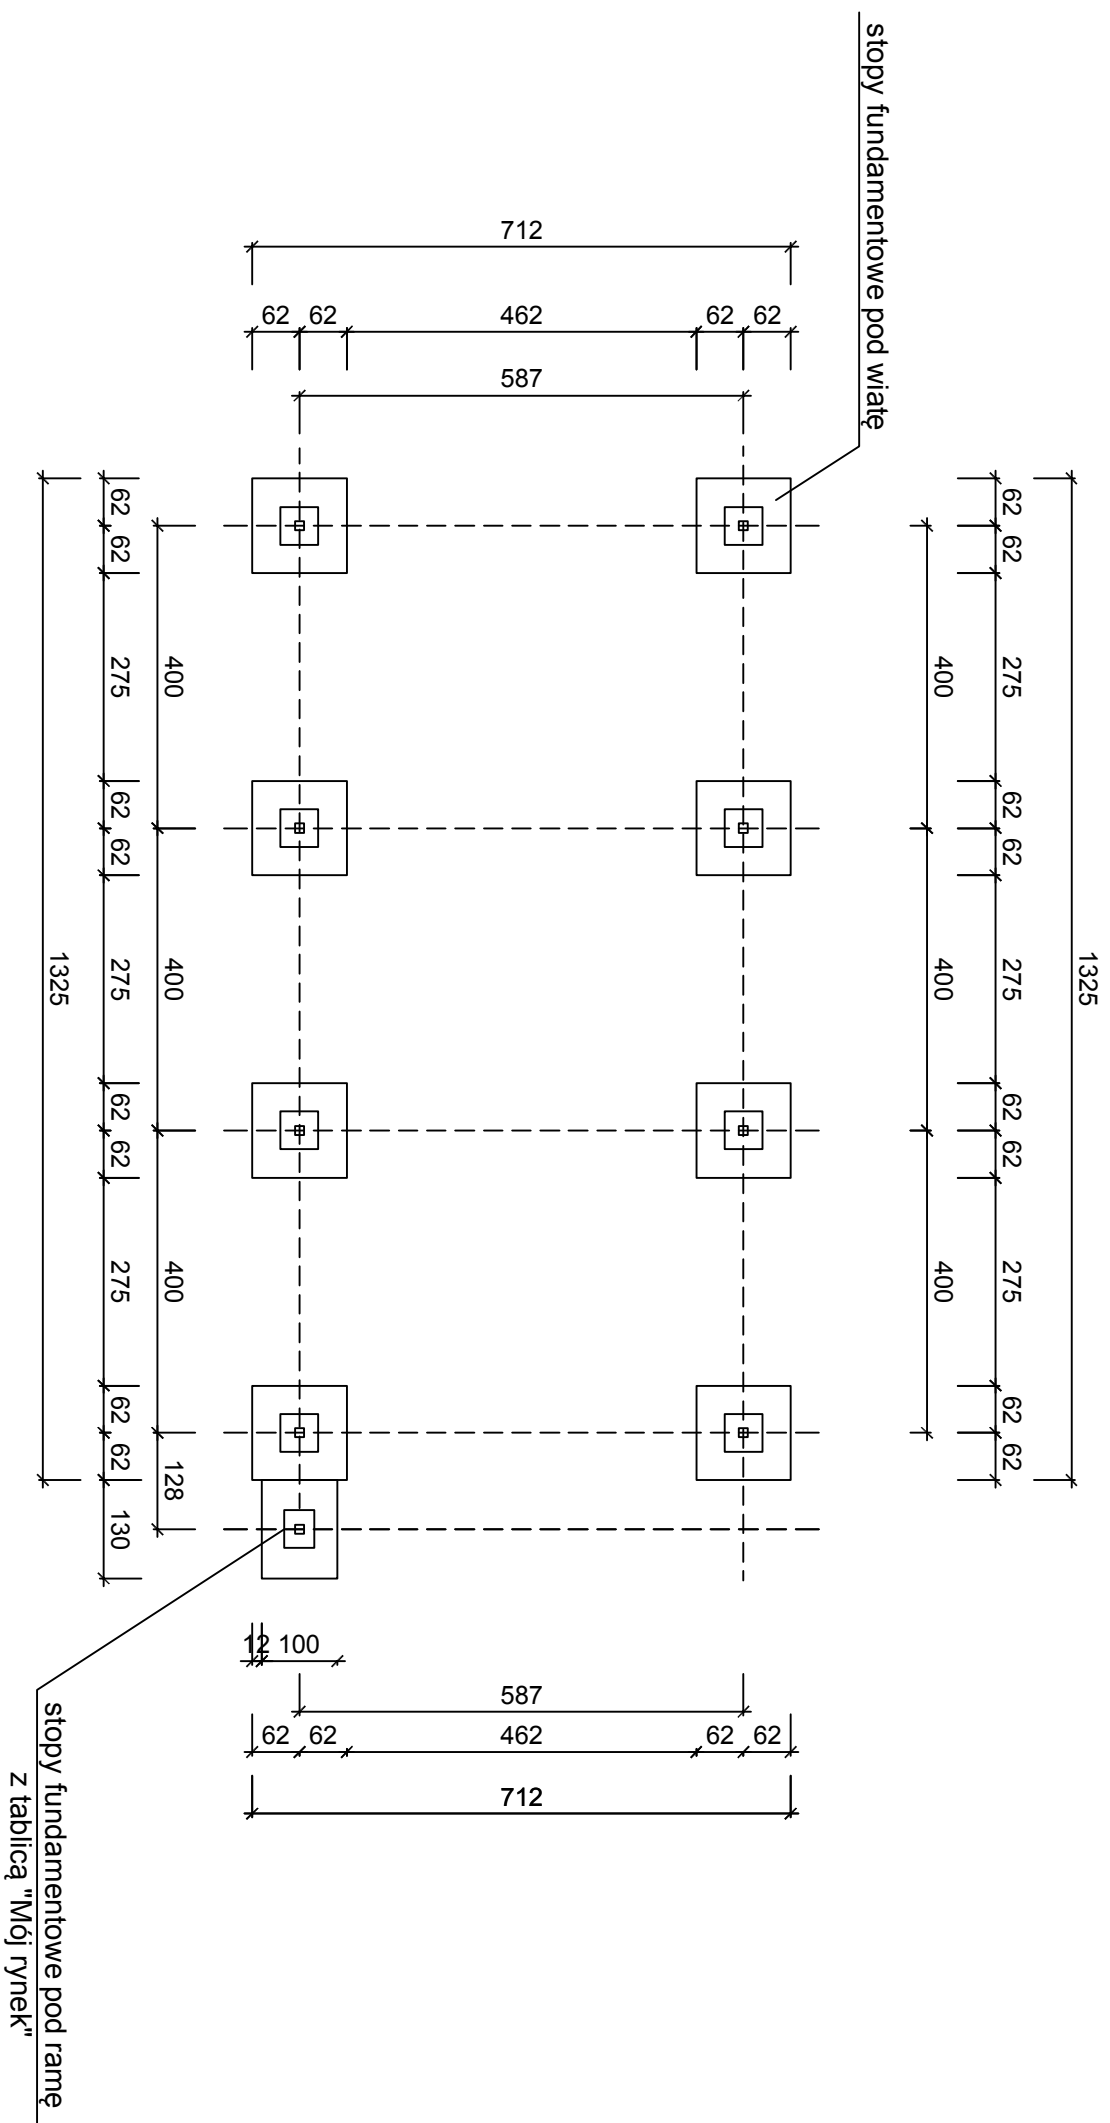 stopy fundamentowe pod wiatę
712
62 62 462 62 62
587
1325
62 62 275 62 62 275 62 62 275 62 62
400 400 400
400 400 400 128
62 62 275 62 62 275 62 62 275 62 62 130
1325
12 100
587
62 62 462 62 62
712
stopy fundamentowe pod ramę
z tablicą "Mój rynek"